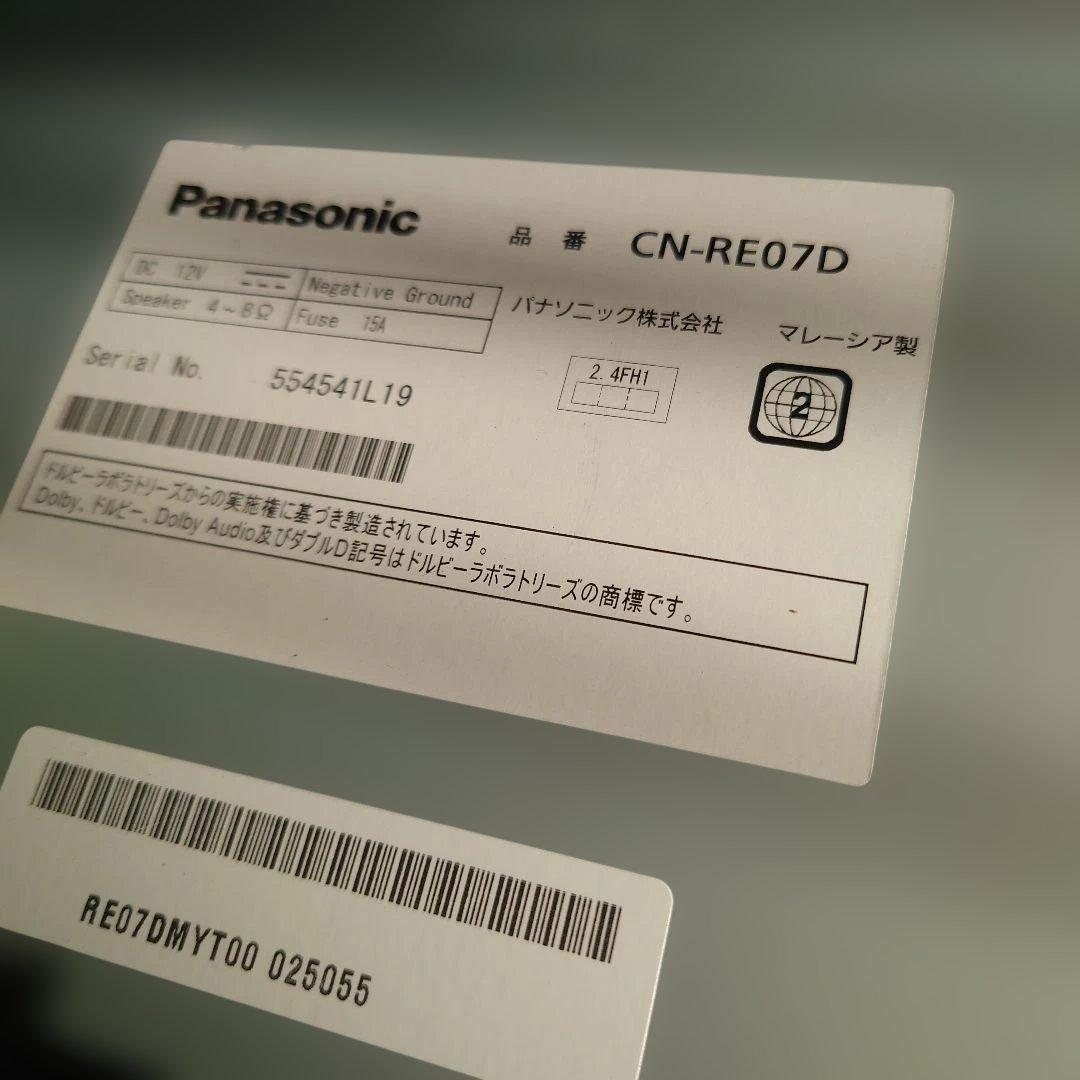 Panasonic
品 番 CN-RE07D
DC 12V Negative Ground
Speaker 4~8Ω Fuse 15A
パナソニック株式会社
マレーシア製
Serial No. 554541L19
2.4FH1
2
ドルビーラボラトリーズからの実施権に基づき製造されています。
Dolby、ドルビー、Dolby Audio及びダブルD記号はドルビーラボラトリーズの商標です。
RE07DMYT00 025055